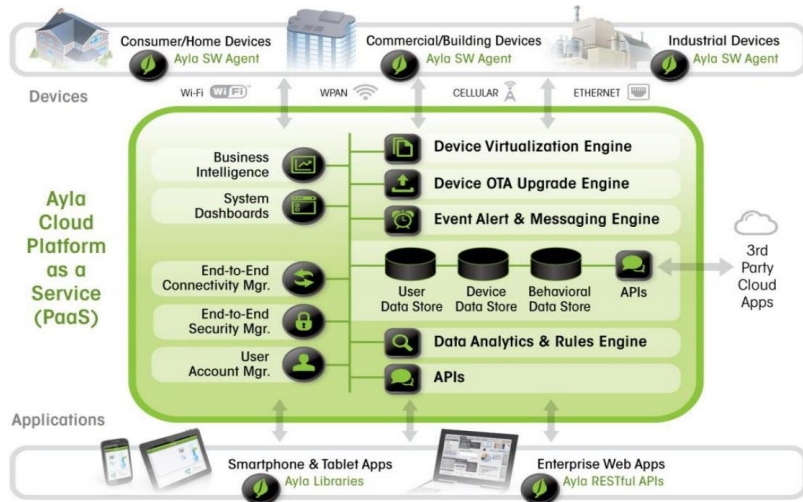 Consumer/Home Devices
Ayla SW Agent
Commercial/Building Devices
Ayla SW Agent
Industrial Devices
Ayla SW Agent
Devices
Wi-Fi
Wi Fi
WPAN
CELLULAR
ETHERNET
Ayla
Cloud
Platform
as a
Service
(PaaS)
Business
Intelligence
System
Dashboards
End-to-End
Connectivity Mgr.
End-to-End
Security Mgr.
User
Account Mgr.
Device Virtualization Engine
Device OTA Upgrade Engine
Event Alert & Messaging Engine
User
Data Store
Device
Data Store
Behavioral
Data Store
APIs
Data Analytics & Rules Engine
APIs
3rd
Party
Cloud
Apps
Applications
Smartphone & Tablet Apps
Ayla Libraries
Enterprise Web Apps
Ayla RESTful APIs